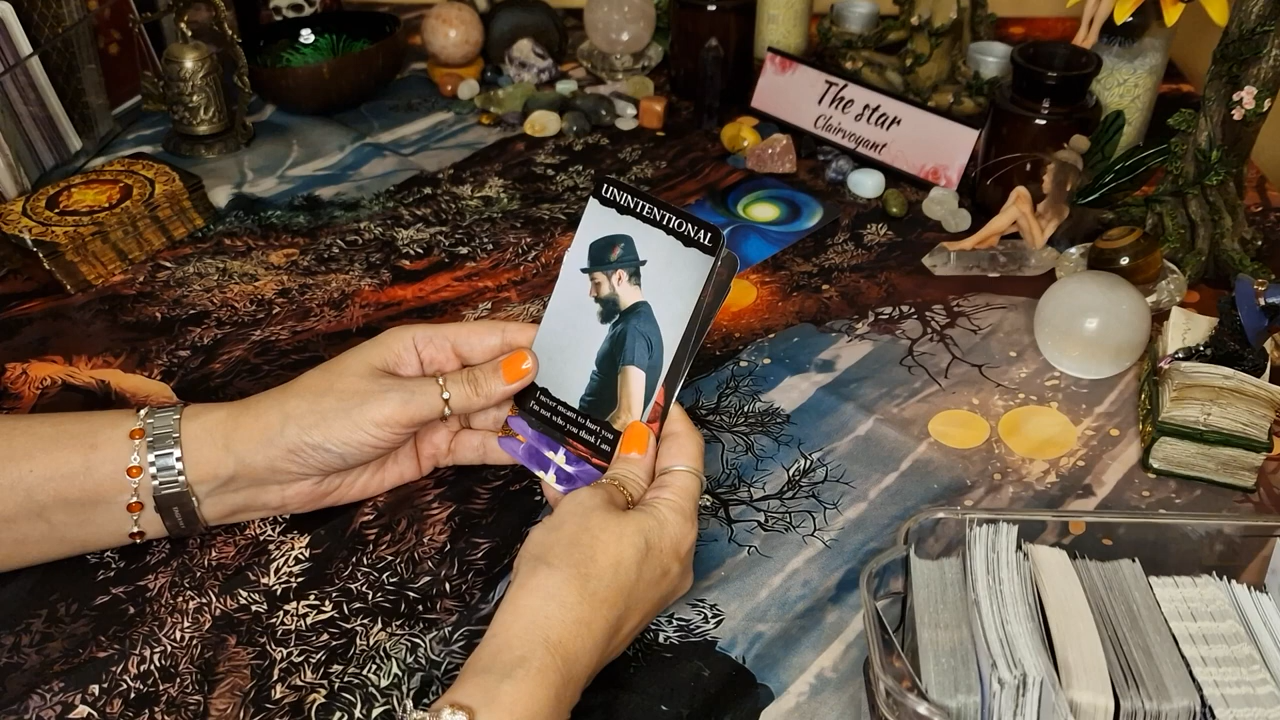 The star
Clairvoyant
UNINTENTIONAL
I never meant to hurt you
I'm not who you think I am